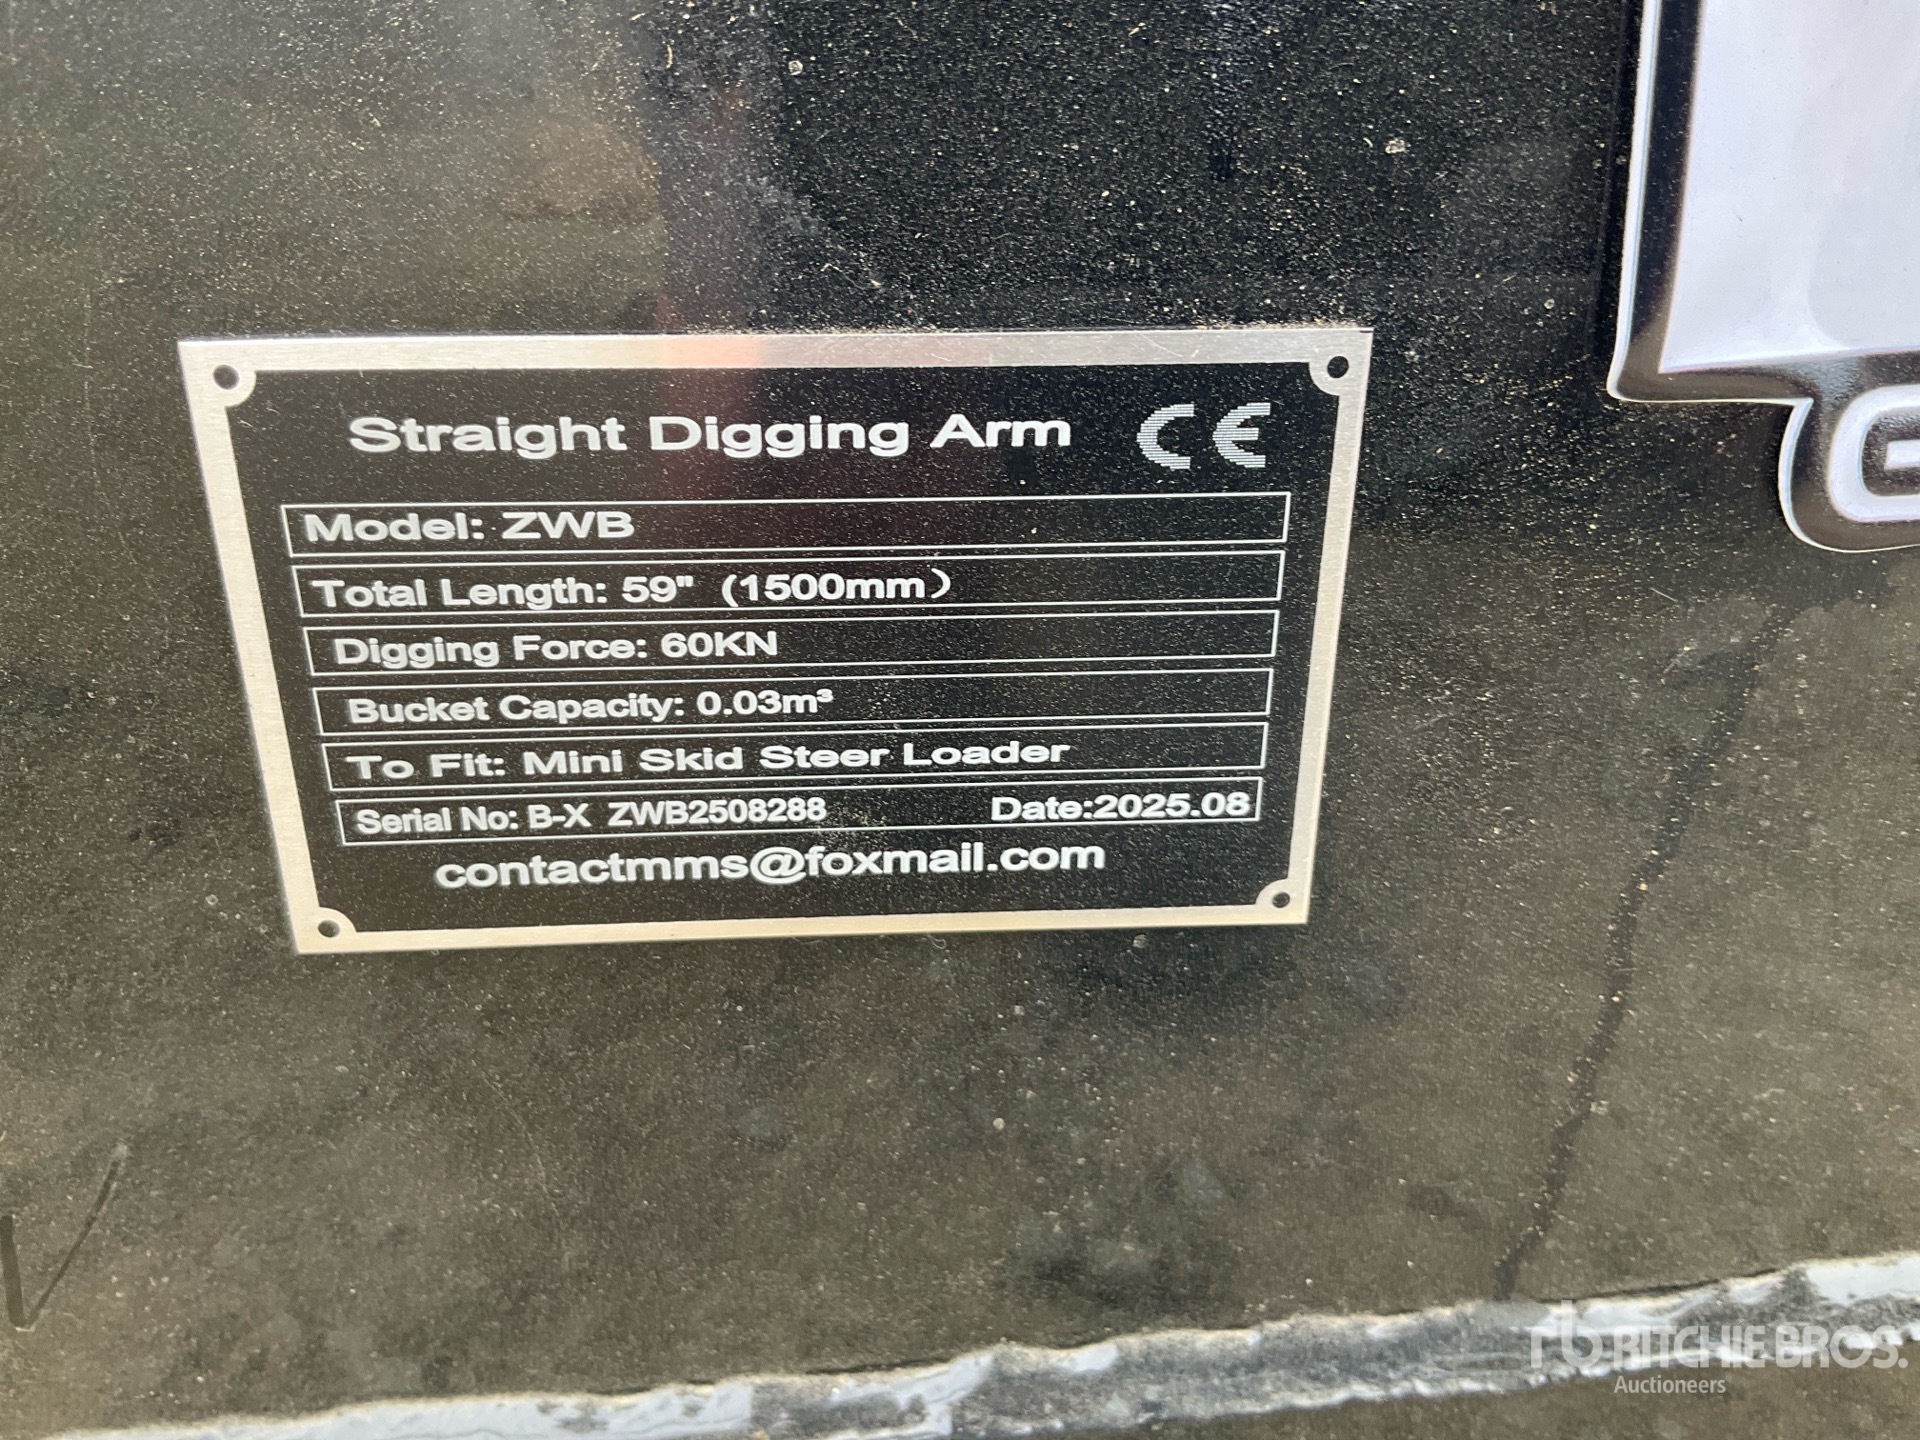 Straight Digging Arm CE
Model: ZWB
Total Length: 59" (1500mm)
Digging Force: 60KN
Bucket Capacity: 0.03m³
To Fit: Mini Skid Steer Loader
Serial No: B-X ZWB2508288 Date:2025.08
contactmms@foxmail.com
rb RITCHIE BROS.
Auctioneers